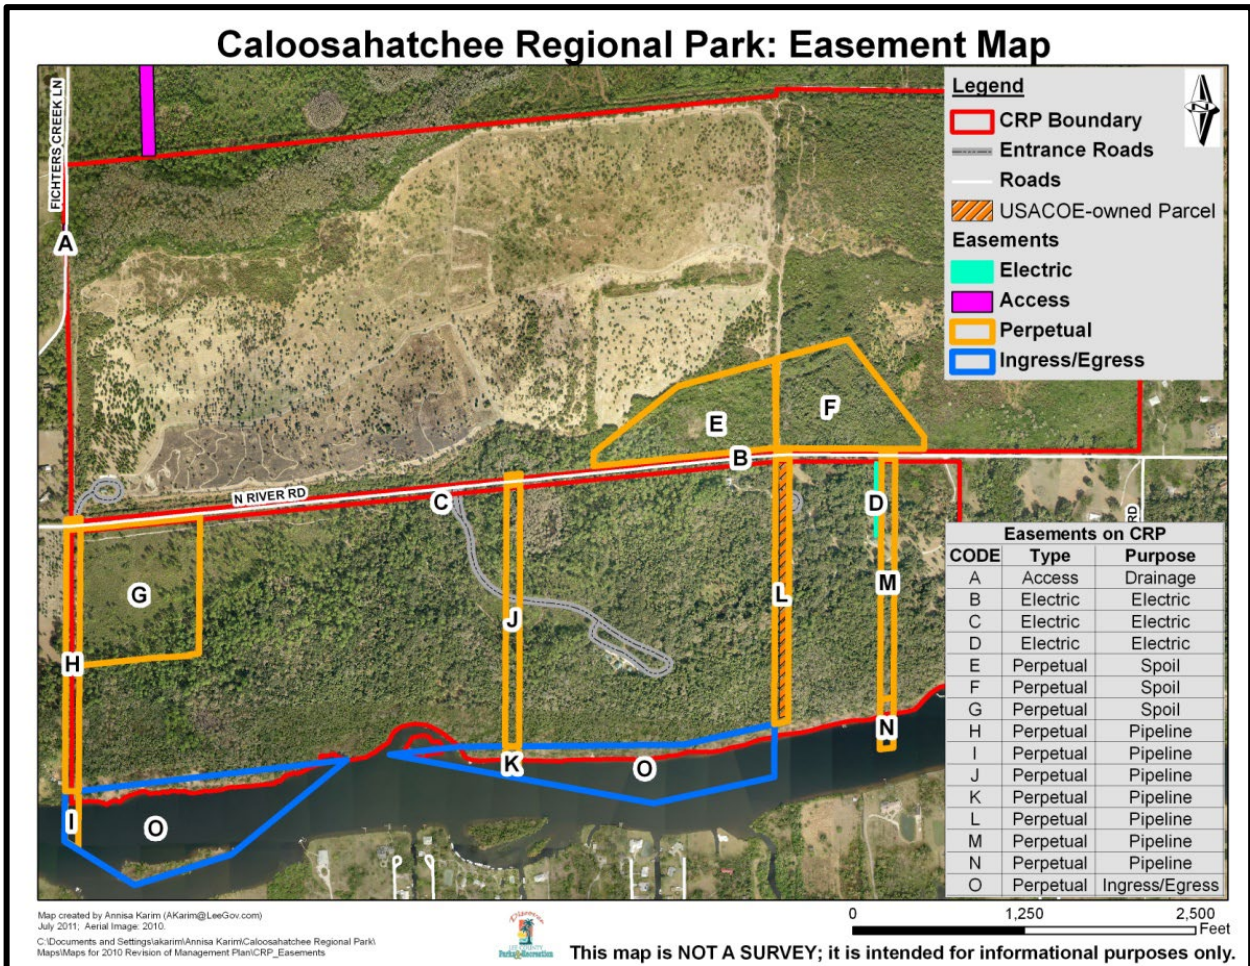 Caloosahatchee Regional Park: Easement Map
FICHTERS CREEK LN
Legend
CRP Boundary
Entrance Roads
Roads
USACOE-owned Parcel
Easements
Electric
Access
Perpetual
Ingress/Egress
N
A
E
F
B
N RIVER RD
C
D
G
J
L
M
H
N
K
O
I
O
RD
Easements on CRP
CODE Type Purpose
A Access Drainage
B Electric Electric
C Electric Electric
D Electric Electric
E Perpetual Spoil
F Perpetual Spoil
G Perpetual Spoil
H Perpetual Pipeline
I Perpetual Pipeline
J Perpetual Pipeline
K Perpetual Pipeline
L Perpetual Pipeline
M Perpetual Pipeline
N Perpetual Pipeline
O Perpetual Ingress/Egress
Map created by Annisa Karim (AKarim@LeeGov.com)
July 2011; Aerial Image: 2010.
C:\Documents and Settings\akarim\Annisa Karim\Caloosahatchee Regional Park\
Maps\Maps for 2010 Revision of Management Plan\CRP_Easements
Discover
LEE COUNTY
Parks & Recreation
0 1,250 2,500
Feet
This map is NOT A SURVEY; it is intended for informational purposes only.